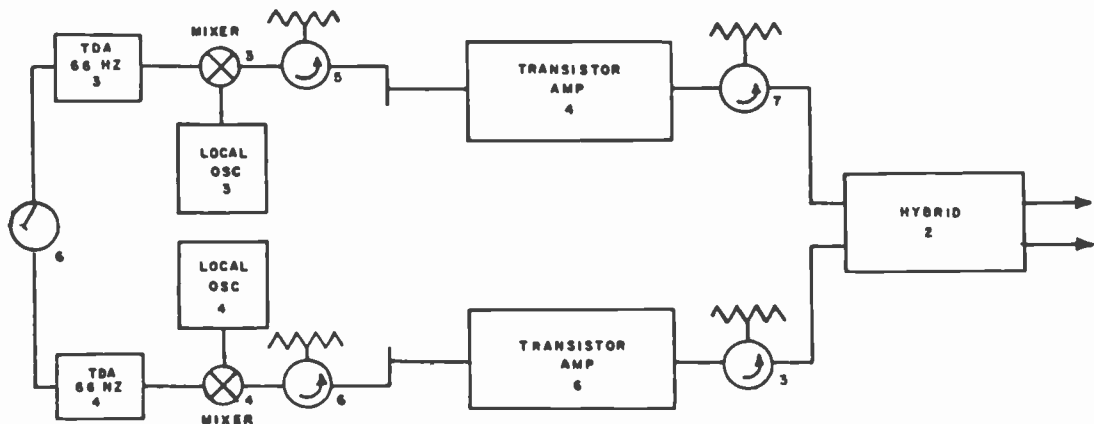 MIXER
TDA
66 HZ
3
3
5
LOCAL
OSC
3
TRANSISTOR
AMP
4
7
HYBRID
2
6
LOCAL
OSC
4
TDA
66 HZ
4
4
MIXER
6
TRANSISTOR
AMP
6
3